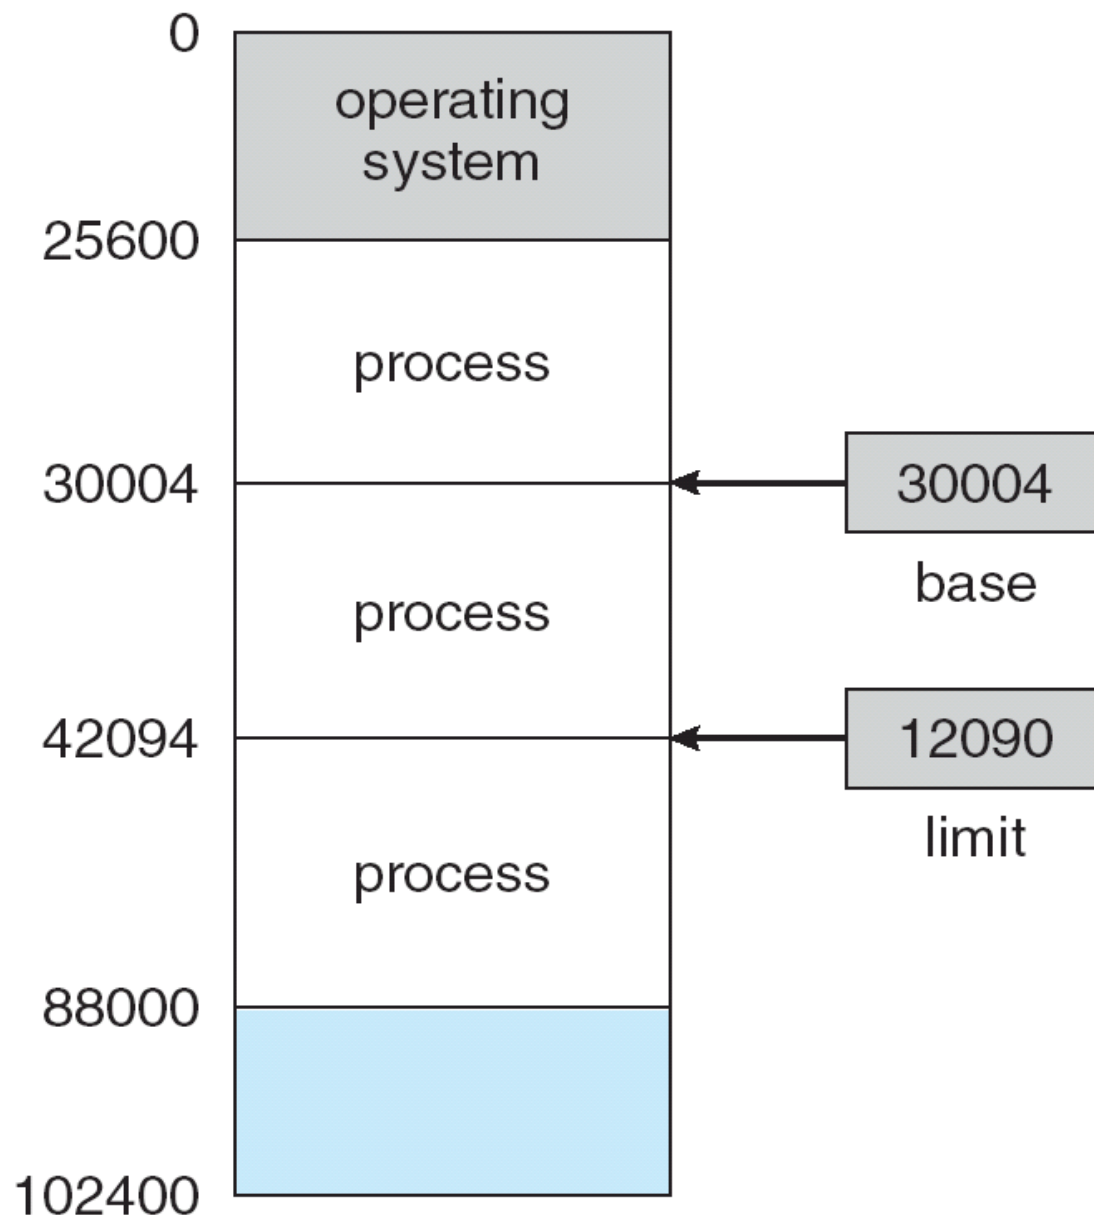 0
operating
system
25600
process
30004
30004
base
process
42094
12090
limit
process
88000
102400